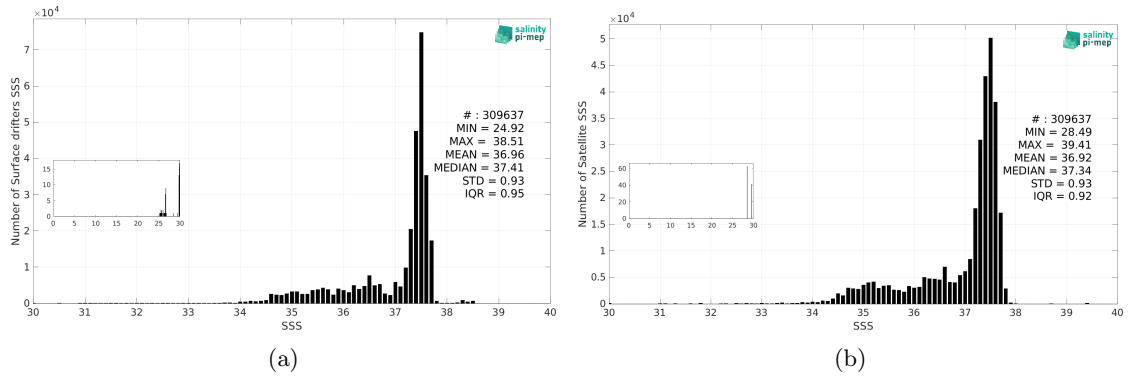 ×10⁴
salinity
pi-mep
Number of Surface drifters SSS
7
6
5
4
3
2
1
0
# : 309637
MIN = 24.92
MAX = 38.51
MEAN = 36.96
MEDIAN = 37.41
STD = 0.93
IQR = 0.95
15
10
5
0
0 5 10 15 20 25 30
30 31 32 33 34 35 36 37 38 39 40
SSS
(a)
×10⁴
salinity
pi-mep
Number of Satellite SSS
5
4.5
4
3.5
3
2.5
2
1.5
1
0.5
0
# : 309637
MIN = 28.49
MAX = 39.41
MEAN = 36.92
MEDIAN = 37.34
STD = 0.93
IQR = 0.92
60
40
20
0
0 5 10 15 20 25 30
30 31 32 33 34 35 36 37 38 39 40
SSS
(b)